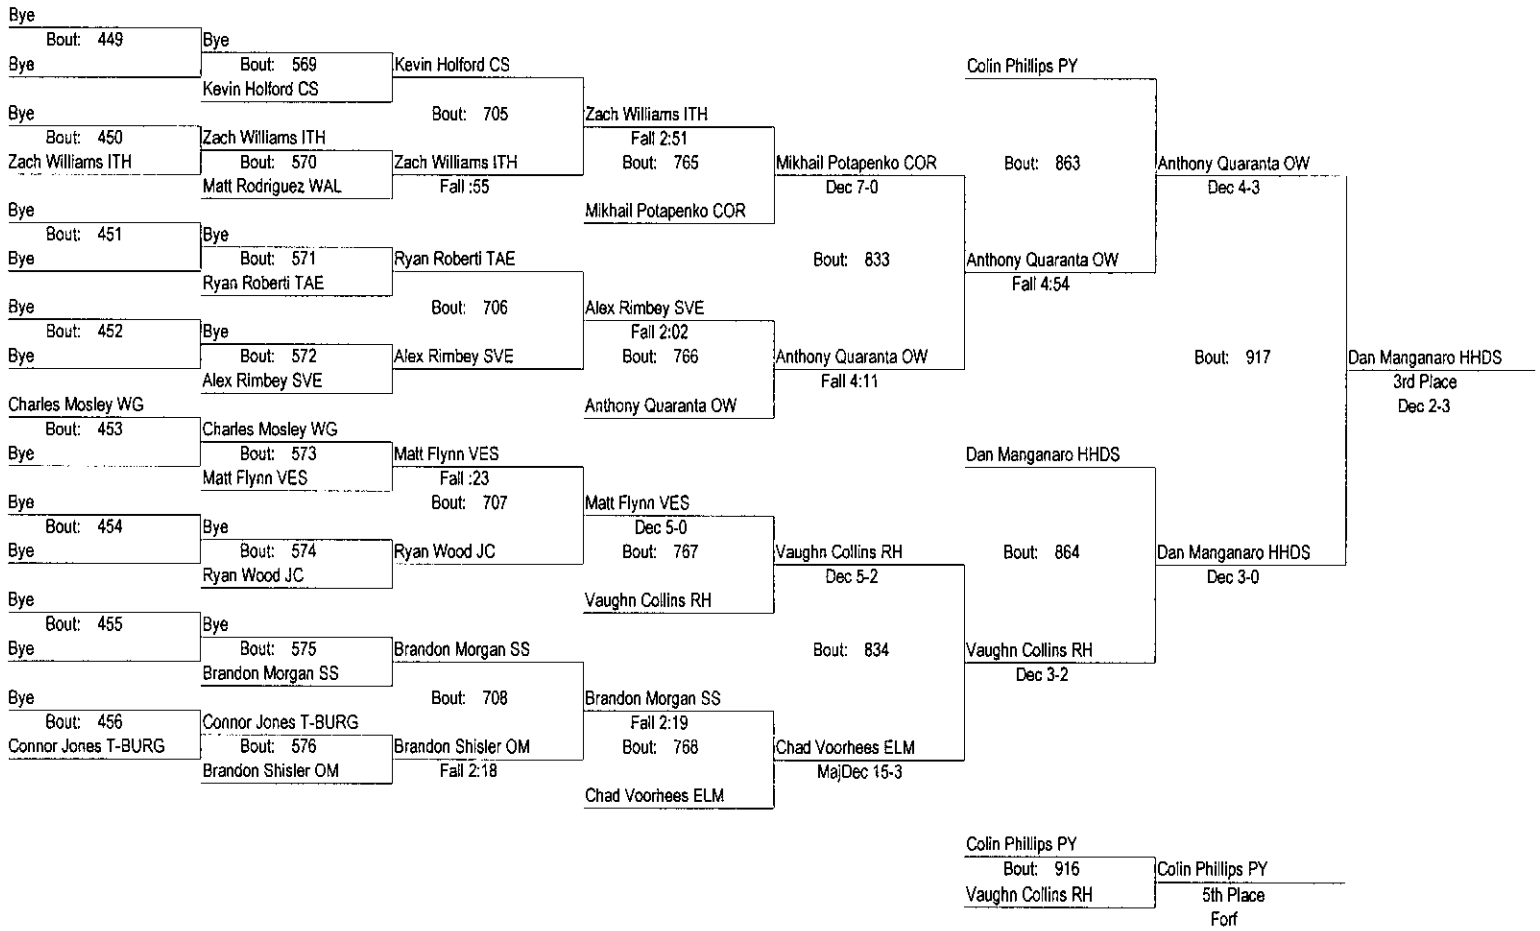 Bye
Bout: 449
Bye
Bye
Bout: 450
Zach Williams ITH
Bye
Bout: 451
Bye
Bye
Bout: 452
Bye
Charles Mosley WG
Bout: 453
Bye
Bye
Bout: 454
Bye
Bye
Bout: 455
Bye
Bye
Bout: 456
Connor Jones T-BURG
Bye
Bout: 569
Kevin Holford CS
Zach Williams ITH
Bout: 570
Matt Rodriguez WAL
Bye
Bout: 571
Ryan Roberti TAE
Bye
Bout: 572
Alex Rimbey SVE
Charles Mosley WG
Bout: 573
Matt Flynn VES
Bye
Bout: 574
Ryan Wood JC
Bye
Bout: 575
Brandon Morgan SS
Connor Jones T-BURG
Bout: 576
Brandon Shisler OM
Kevin Holford CS
Bout: 705
Zach Williams ITH
Fall :55
Ryan Roberti TAE
Bout: 706
Alex Rimbey SVE
Matt Flynn VES
Fall :23
Bout: 707
Ryan Wood JC
Brandon Morgan SS
Bout: 708
Brandon Shisler OM
Fall 2:18
Zach Williams ITH
Fall 2:51
Bout: 765
Mikhail Potapenko COR
Alex Rimbey SVE
Fall 2:02
Bout: 766
Anthony Quaranta OW
Matt Flynn VES
Dec 5-0
Bout: 767
Vaughn Collins RH
Brandon Morgan SS
Fall 2:19
Bout: 768
Chad Voorhees ELM
Mikhail Potapenko COR
Dec 7-0
Bout: 833
Anthony Quaranta OW
Fall 4:11
Vaughn Collins RH
Dec 5-2
Bout: 834
Chad Voorhees ELM
MajDec 15-3
Colin Phillips PY
Bout: 863
Anthony Quaranta OW
Fall 4:54
Dan Manganaro HHDS
Bout: 864
Vaughn Collins RH
Dec 3-2
Anthony Quaranta OW
Dec 4-3
Bout: 917
Dan Manganaro HHDS
Dec 3-0
Dan Manganaro HHDS
3rd Place
Dec 2-3
Colin Phillips PY
Bout: 916
Vaughn Collins RH
Colin Phillips PY
5th Place
Forf